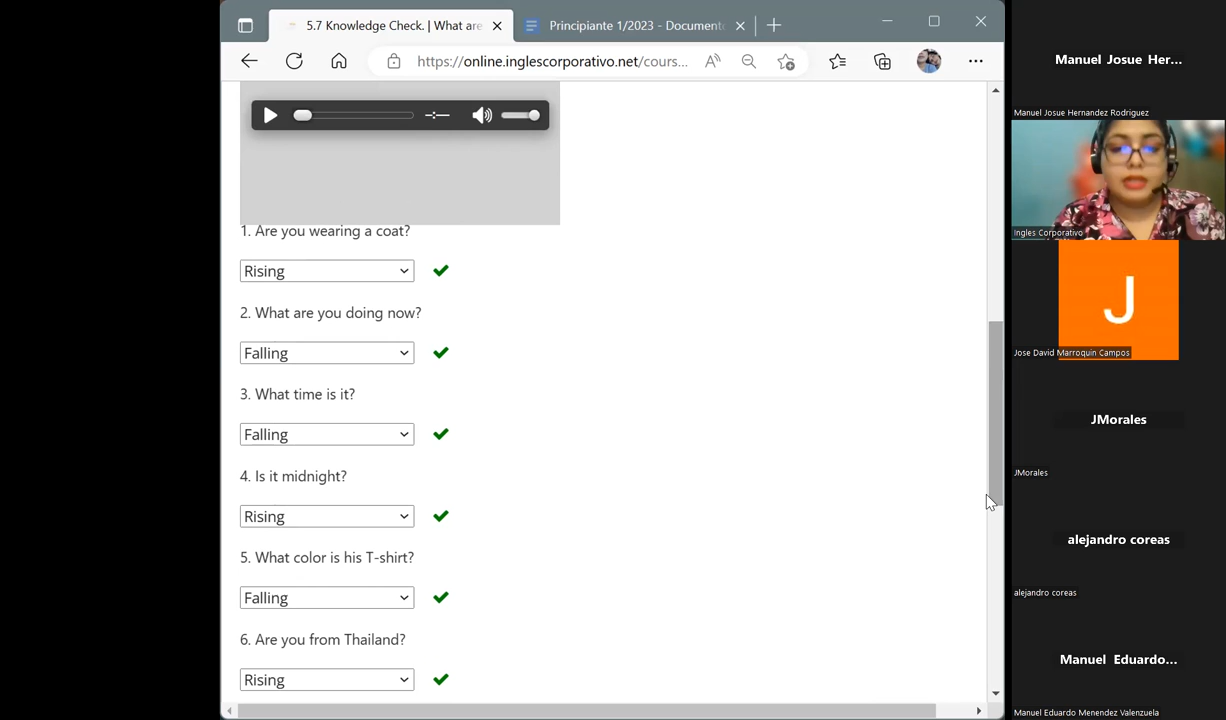 5.7 Knowledge Check. | What are
Principiante 1/2023 - Document
https://online.inglescorporativo.net/cours...
1. Are you wearing a coat?
Rising
2. What are you doing now?
Falling
3. What time is it?
Falling
4. Is it midnight?
Rising
5. What color is his T-shirt?
Falling
6. Are you from Thailand?
Rising
Manuel Josue Her...
Manuel Josue Hernandez Rodriguez
Ingles Corporativo
J
Jose David Marroquin Campos
JMorales
JMorales
alejandro coreas
alejandro coreas
Manuel Eduardo...
Manuel Eduardo Menendez Valenzuela